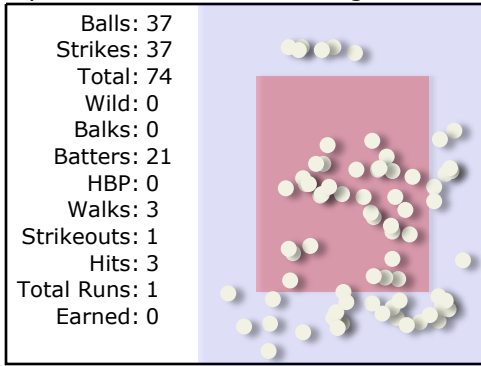 Balls: 37
Strikes: 37
Total: 74
Wild: 0
Balks: 0
Batters: 21
HBP: 0
Walks: 3
Strikeouts: 1
Hits: 3
Total Runs: 1
Earned: 0